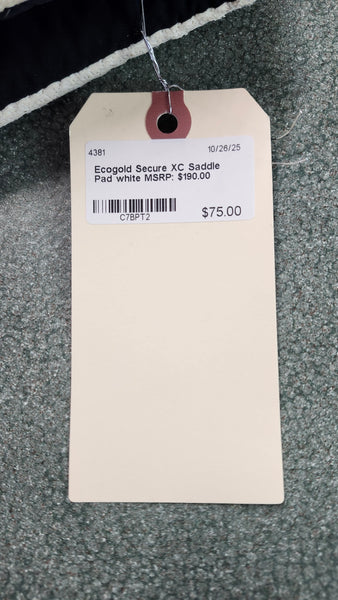 4381 10/26/25
Ecogold Secure XC Saddle
Pad white MSRP: $190.00
C7BPT2 $75.00